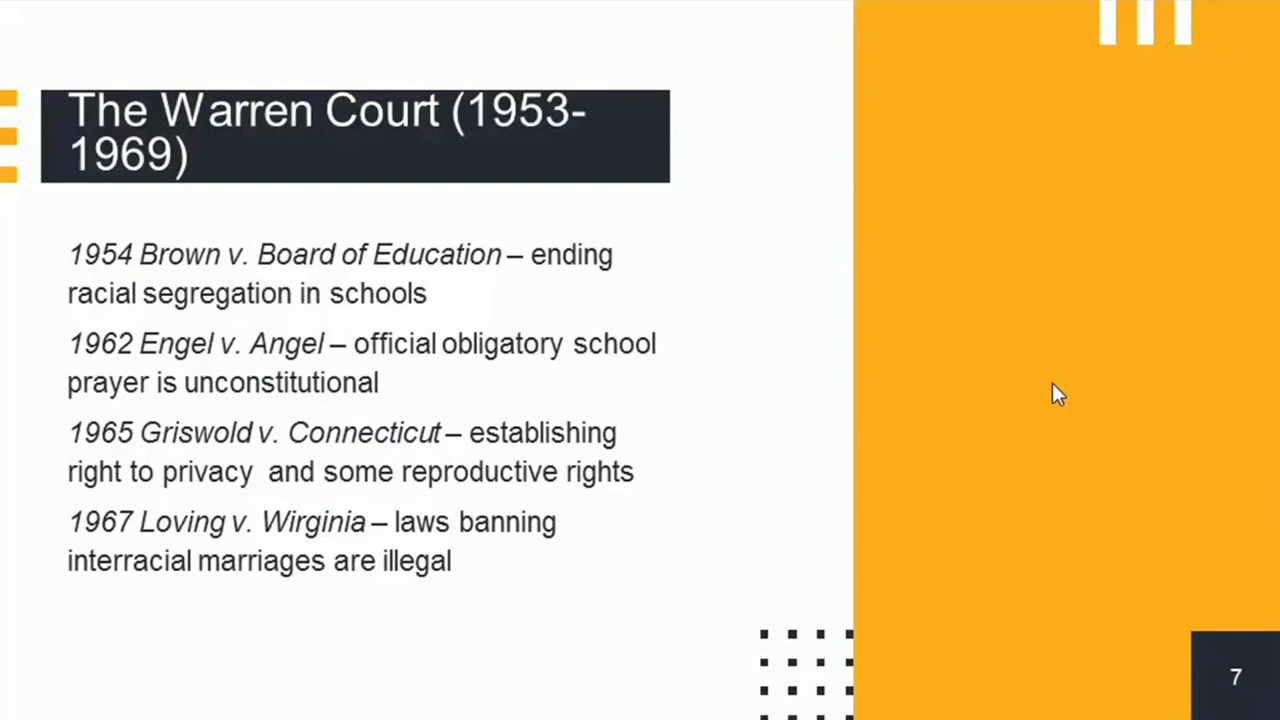 The Warren Court (1953-
1969)
1954 Brown v. Board of Education – ending
racial segregation in schools
1962 Engel v. Angel – official obligatory school
prayer is unconstitutional
1965 Griswold v. Connecticut – establishing
right to privacy  and some reproductive rights
1967 Loving v. Wirginia – laws banning
interracial marriages are illegal
7